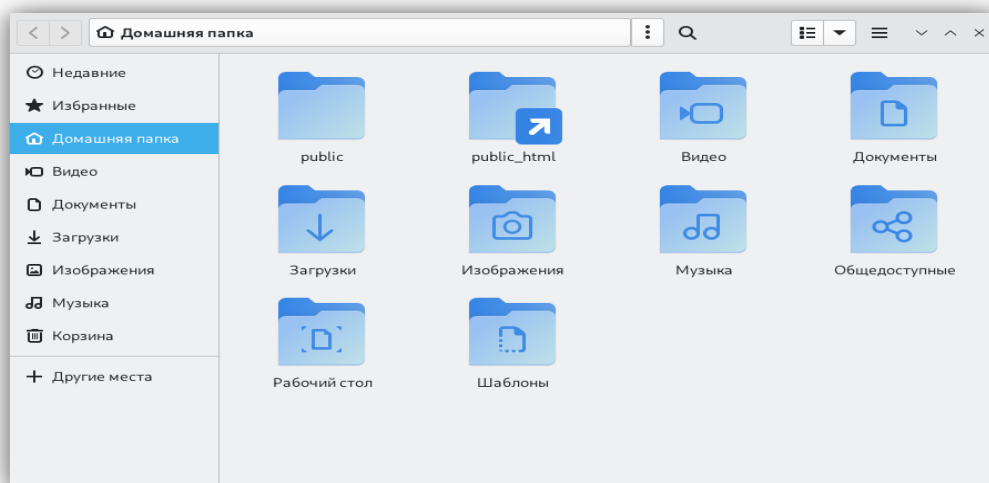 Домашняя папка
Недавние
Избранные
Домашняя папка
Видео
Документы
Загрузки
Изображения
Музыка
Корзина
Другие места
public
public_html
Видео
Документы
Загрузки
Изображения
Музыка
Общедоступные
Рабочий стол
Шаблоны